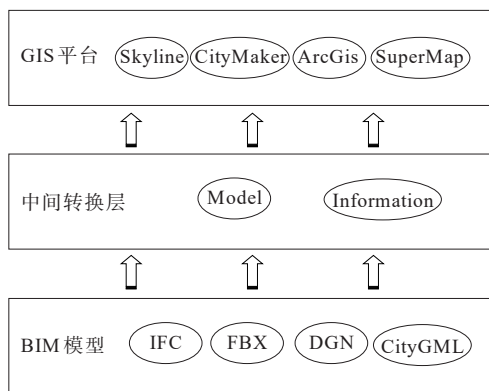 GIS平台 Skyline CityMaker ArcGis SuperMap
中间转换层 Model Information
BIM模型 IFC FBX DGN CityGML